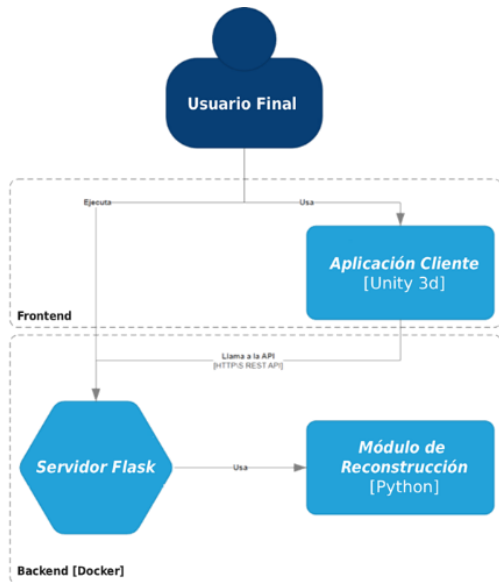 Usuario Final
Ejecuta
Usa
Aplicación Cliente
[Unity 3d]
Frontend
Llama a la API
[HTTP\S REST API]
Servidor Flask
Usa
Módulo de
Reconstrucción
[Python]
Backend [Docker]